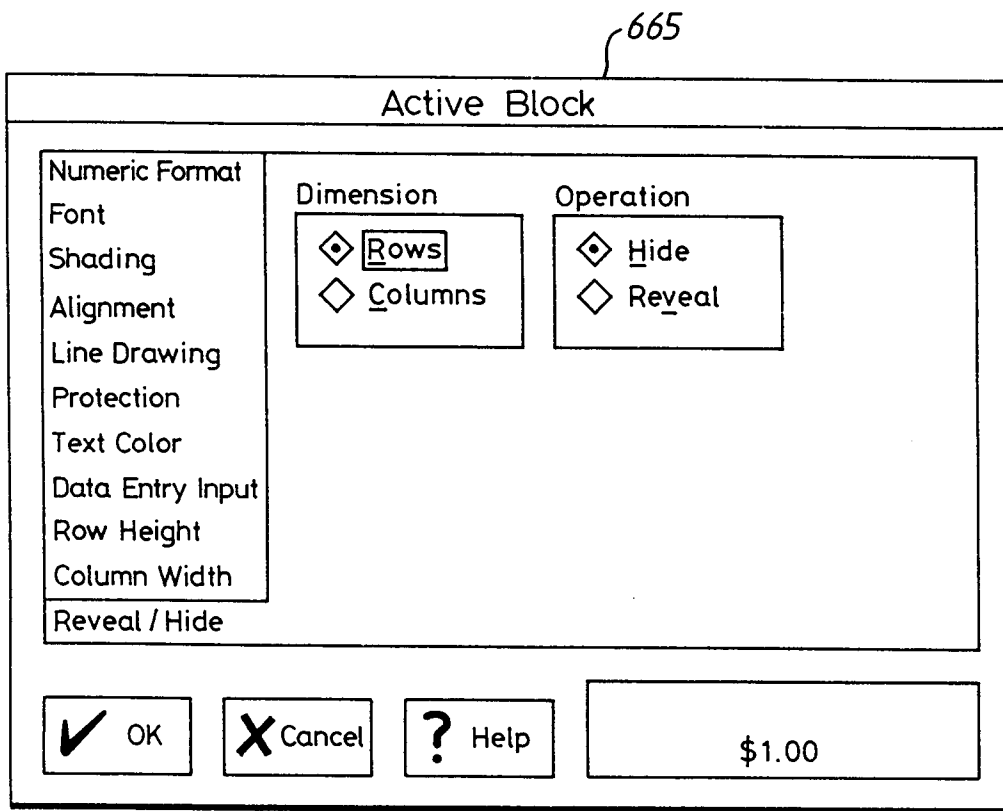 665
Active Block
Numeric Format
Font
Shading
Alignment
Line Drawing
Protection
Text Color
Data Entry Input
Row Height
Column Width
Reveal / Hide
Dimension
Rows
Columns
Operation
Hide
Reveal
OK
Cancel
? Help
$1.00